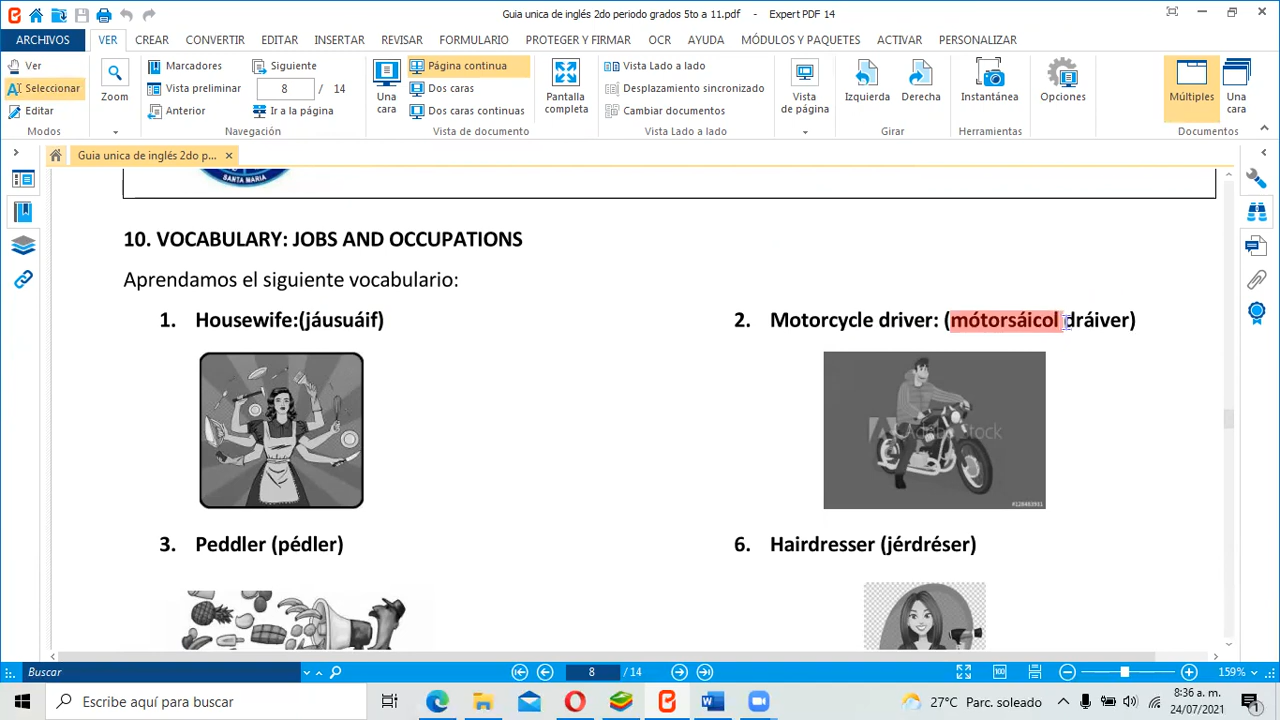 Guia unica de inglés 2do periodo grados 5to a 11.pdf - Expert PDF 14
ARCHIVOS VER CREAR CONVERTIR EDITAR INSERTAR REVISAR FORMULARIO PROTEGER Y FIRMAR OCR AYUDA MÓDULOS Y PAQUETES ACTIVAR PERSONALIZAR
Ver
Seleccionar
Editar
Modos
Zoom
Marcadores
Siguiente
Vista preliminar
8 / 14
Anterior
Ir a la página
Navegación
Una cara
Página continua
Dos caras
Dos caras continuas
Vista de documento
Pantalla completa
Vista Lado a lado
Desplazamiento sincronizado
Cambiar documentos
Vista Lado a lado
Vista de página
Izquierda
Derecha
Girar
Instantánea
Herramientas
Opciones
Múltiples
Una cara
Documentos
Guia unica de inglés 2do p...
SANTA MARIA
10. VOCABULARY: JOBS AND OCCUPATIONS
Aprendamos el siguiente vocabulario:
1. Housewife:(jáusuáif)
2. Motorcycle driver: (mótorsáicol dráiver)
Adobe Stock
#128483931
3. Peddler (pédler)
6. Hairdresser (jérdréser)
Buscar
8 / 14
159%
Escribe aquí para buscar
27°C Parc. soleado
8:36 a. m.
24/07/2021